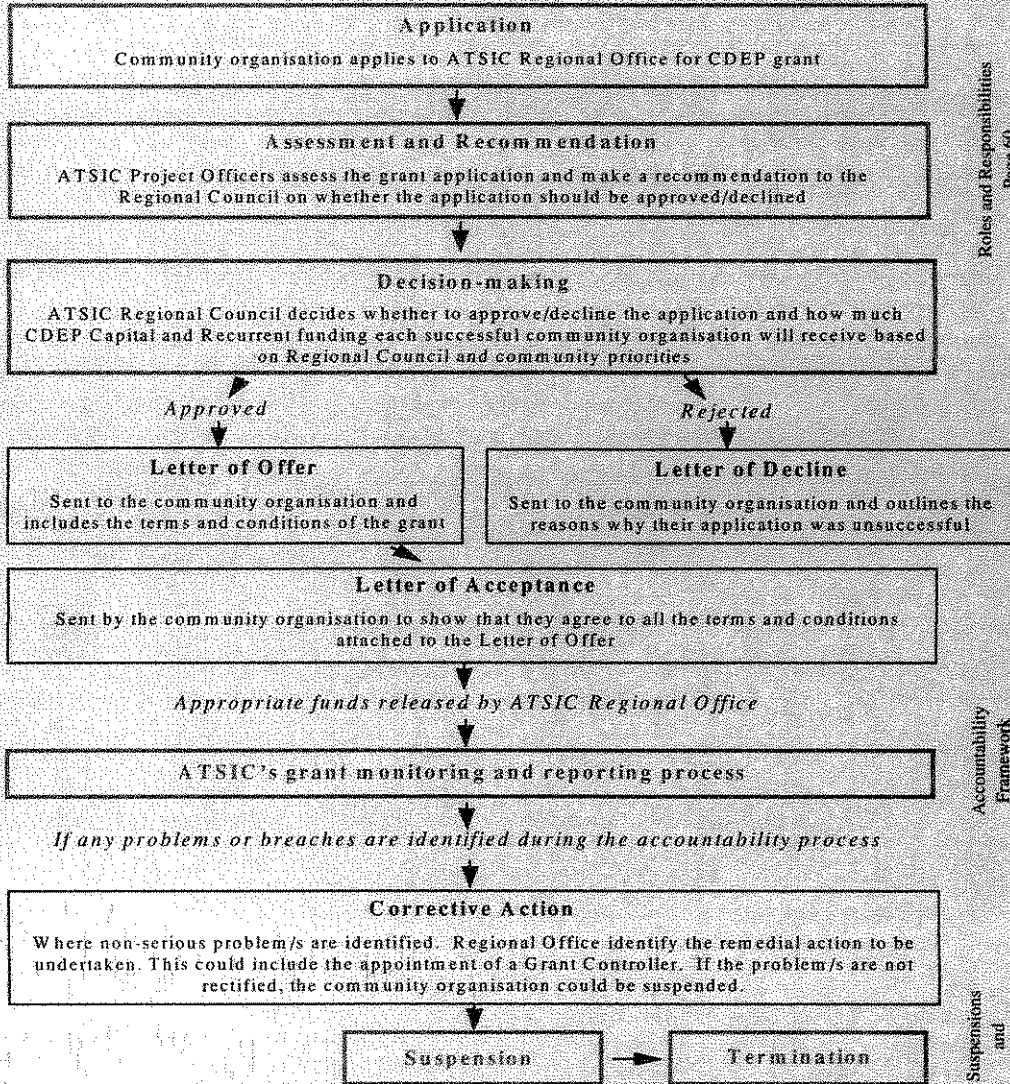 Application
Community organisation applies to ATSIC Regional Office for CDEP grant
Assessment and Recommendation
ATSIC Project Officers assess the grant application and make a recommendation to the
Regional Council on whether the application should be approved/declined
Decision-making
ATSIC Regional Council decides whether to approve/decline the application and how much
CDEP Capital and Recurrent funding each successful community organisation will receive based
on Regional Council and community priorities
Approved
Rejected
Letter of Offer
Sent to the community organisation and
includes the terms and conditions of the grant
Letter of Decline
Sent to the community organisation and outlines the
reasons why their application was unsuccessful
Letter of Acceptance
Sent by the community organisation to show that they agree to all the terms and conditions
attached to the Letter of Offer
Appropriate funds released by ATSIC Regional Office
ATSIC's grant monitoring and reporting process
If any problems or breaches are identified during the accountability process
Corrective Action
Where non-serious problem/s are identified. Regional Office identify the remedial action to be
undertaken. This could include the appointment of a Grant Controller. If the problem/s are not
rectified, the community organisation could be suspended.
Suspension
Termination
Roles and Responsibilities
Accountability
Framework
Suspensions
and